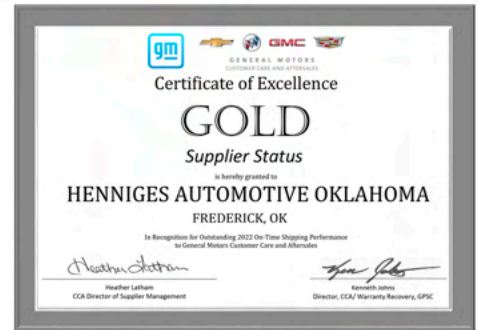 gm
GMC
GENERAL MOTORS
CUSTOMER CARE AND AFTERSALES
Certificate of Excellence
GOLD
Supplier Status
is hereby granted to
HENNIGES AUTOMOTIVE OKLAHOMA
FREDERICK, OK
In Recognition for Outstanding 2022 On-Time Shipping Performance
to General Motors Customer Care and Aftersales
Heather Latham
Heather Latham
CCA Director of Supplier Management
Kenneth Johns
Director, CCA/ Warranty Recovery, GPSC